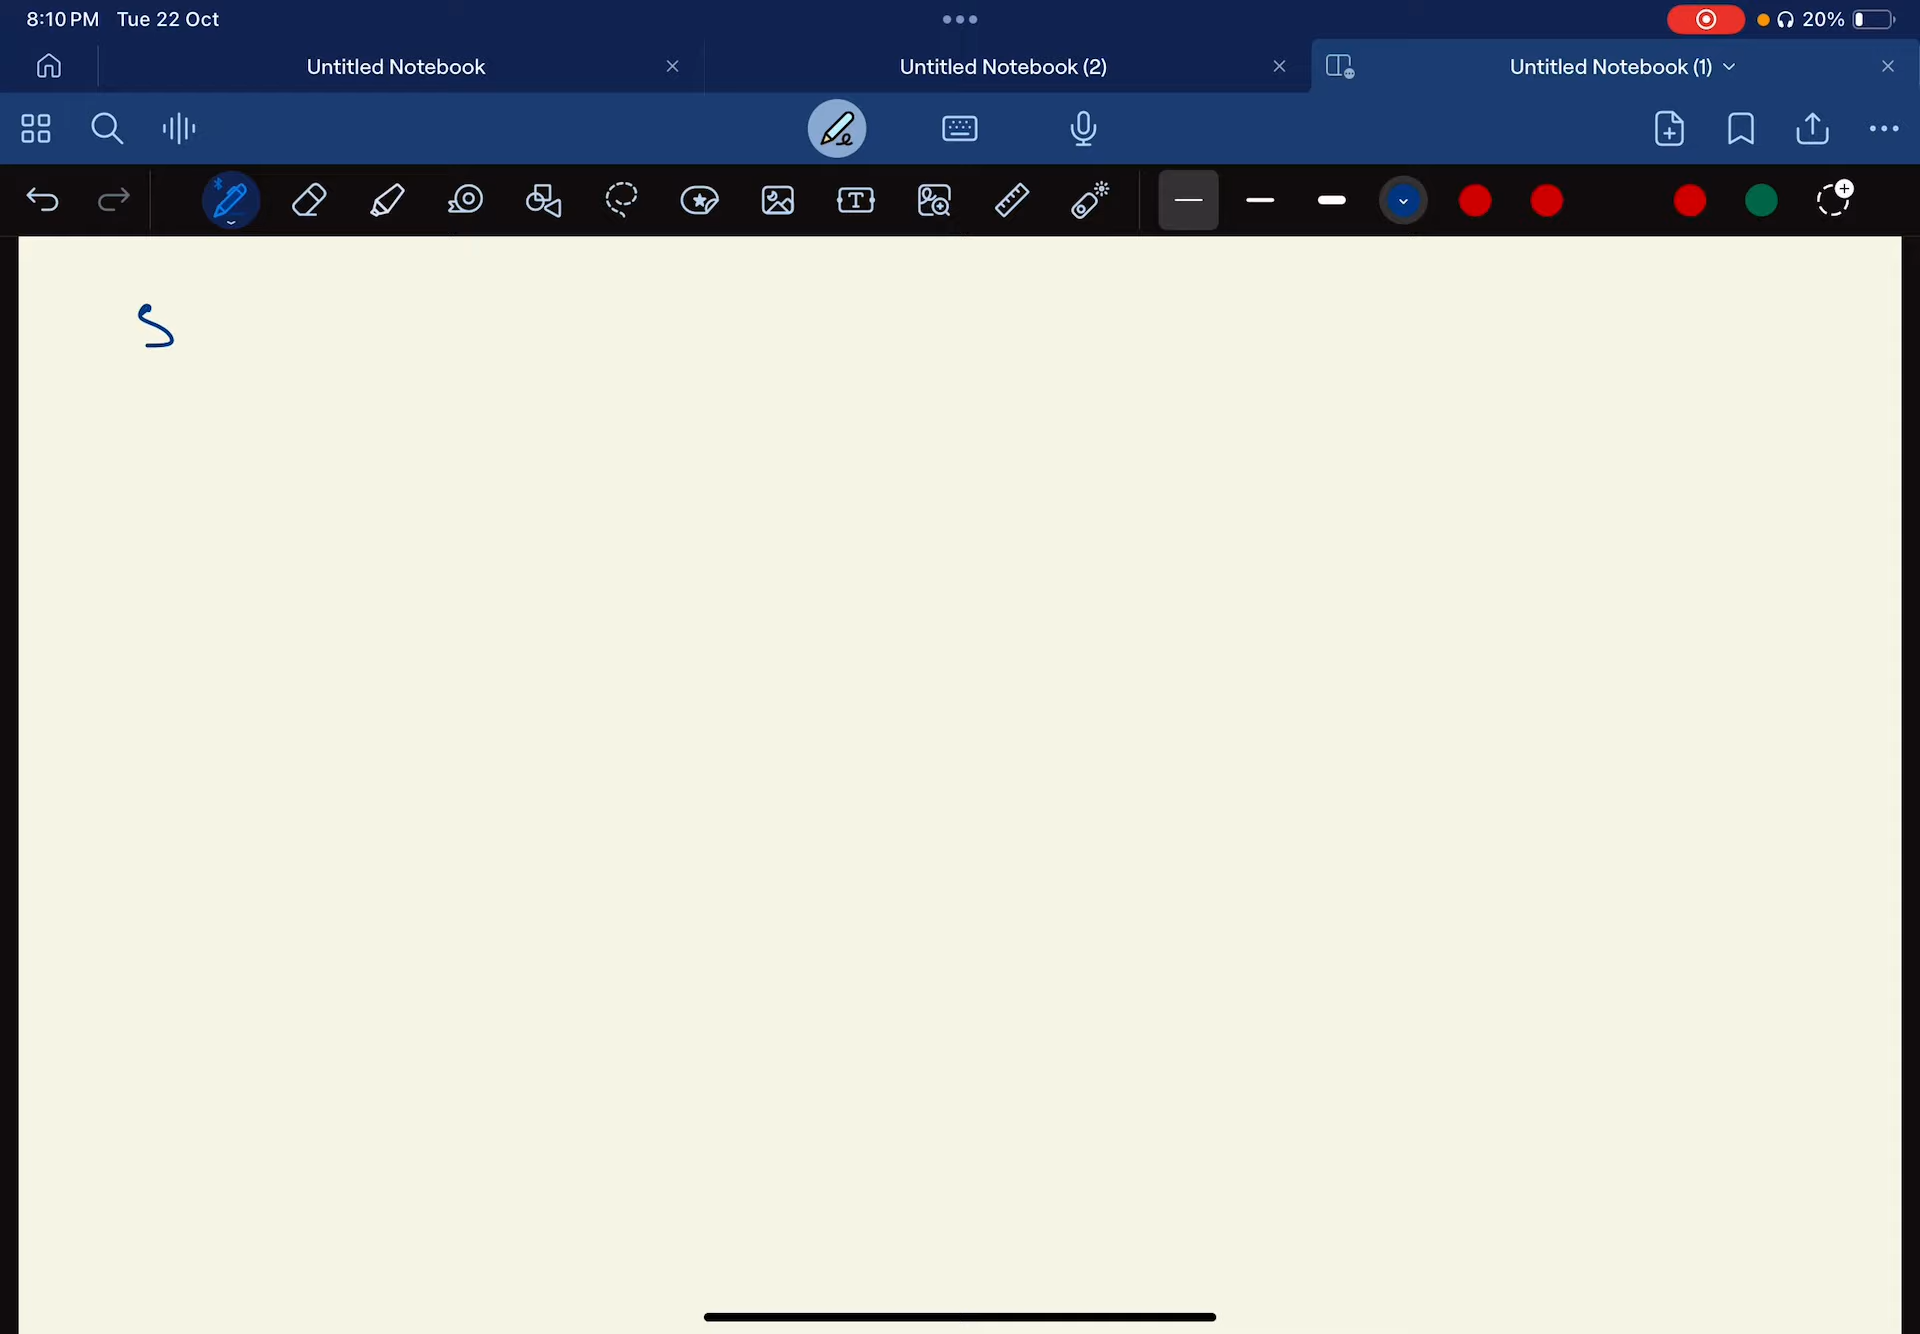 8:10 PM Tue 22 Oct
20%
Untitled Notebook
Untitled Notebook (2)
Untitled Notebook (1)
S